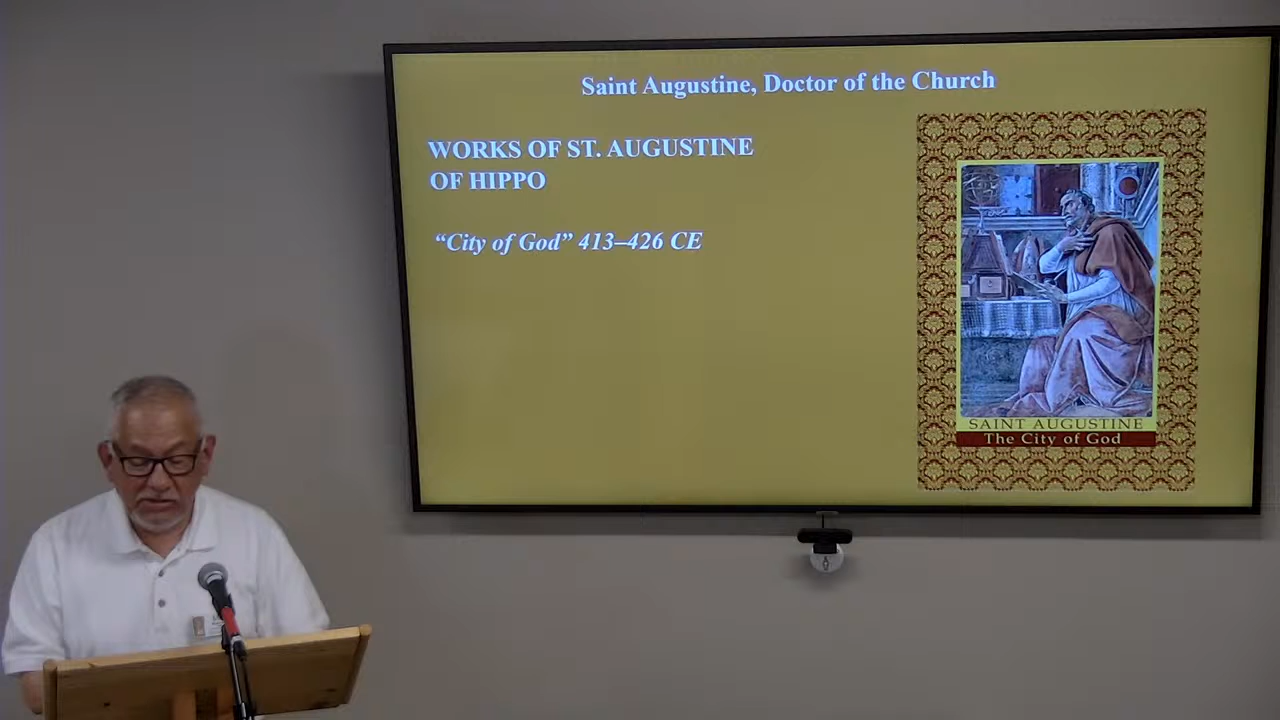 Saint Augustine, Doctor of the Church
WORKS OF ST. AUGUSTINE
OF HIPPO
“City of God” 413–426 CE
SAINT AUGUSTINE
The City of God